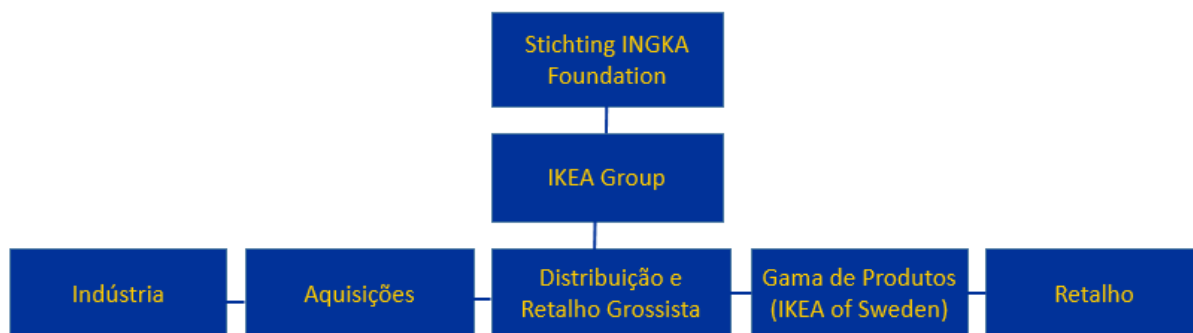 Stichting INGKA
Foundation
IKEA Group
Indústria
Aquisições
Distribuição e
Retalho Grossista
Gama de Produtos
(IKEA of Sweden)
Retalho